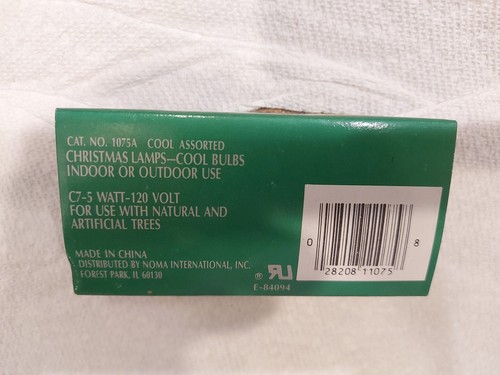 CAT. NO. 1075A COOL ASSORTED
CHRISTMAS LAMPS—COOL BULBS
INDOOR OR OUTDOOR USE
C7-5 WATT-120 VOLT
FOR USE WITH NATURAL AND
ARTIFICIAL TREES
MADE IN CHINA
DISTRIBUTED BY NOMA INTERNATIONAL, INC.
FOREST PARK, IL 60130
® RU
E-84094
0 28208 11075 8